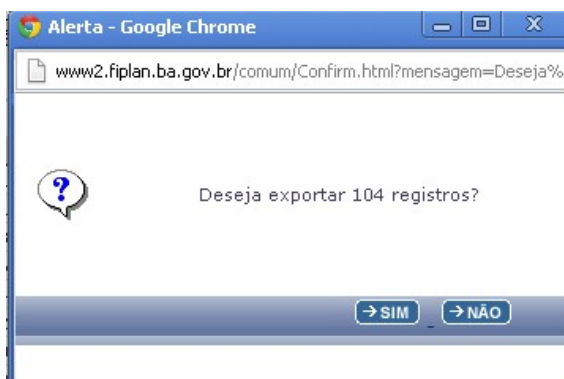 Alerta - Google Chrome
www2.fiplan.ba.gov.br/comum/Confirm.html?mensagem=Deseja%
Deseja exportar 104 registros?
SIM NÃO